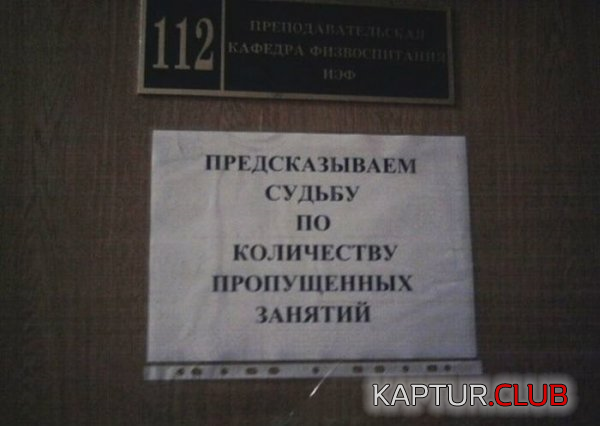 112
ПРЕПОДАВАТЕЛЬСКАЯ
КАФЕДРА ФИЗВОСПИТАНИЯ
ИЭФ
ПРЕДСКАЗЫВАЕМ
СУДЬБУ
ПО
КОЛИЧЕСТВУ
ПРОПУЩЕННЫХ
ЗАНЯТИЙ
KAPTUR.CLUB